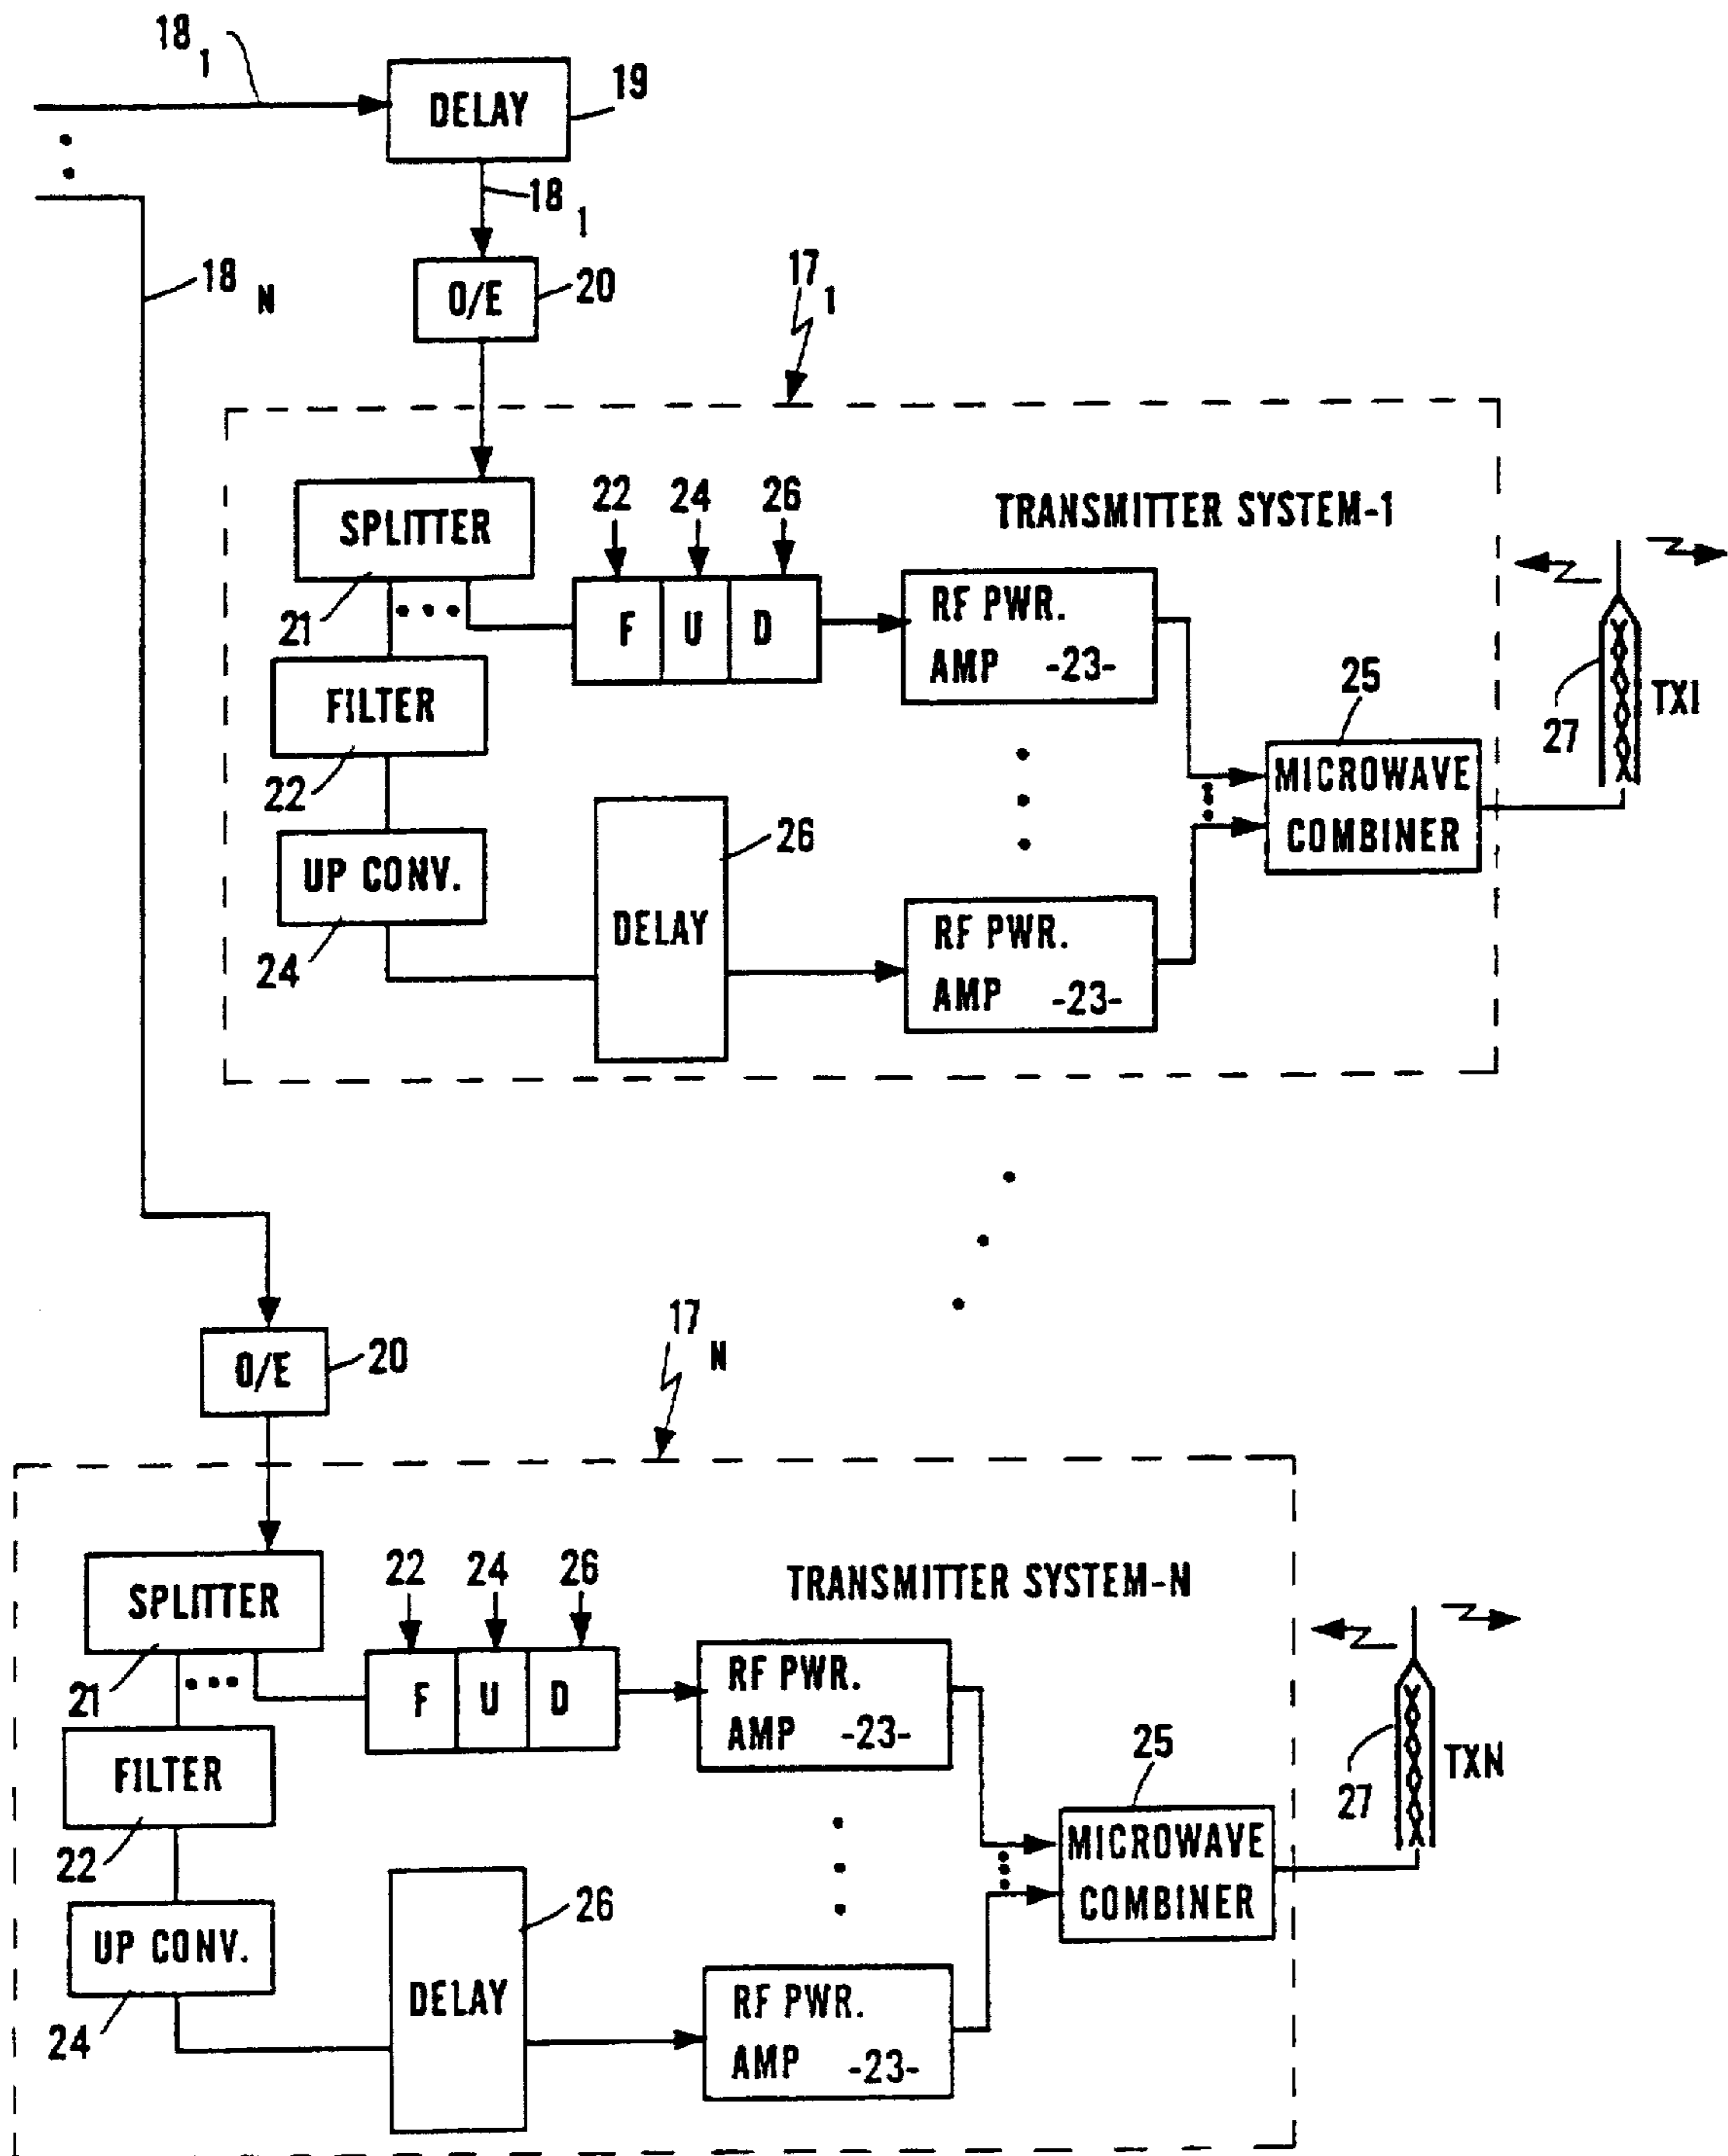 18 1
DELAY
19
18 1
O/E
20
18 N
17 1
TRANSMITTER SYSTEM-1
SPLITTER
21
22 24 26
F U D
RF PWR.
AMP -23-
FILTER
22
UP CONV.
24
DELAY
26
RF PWR.
AMP -23-
25
MICROWAVE
COMBINER
27
TX1
O/E
20
17 N
TRANSMITTER SYSTEM-N
SPLITTER
21
22 24 26
F U D
RF PWR.
AMP -23-
FILTER
22
UP CONV.
24
DELAY
26
RF PWR.
AMP -23-
25
MICROWAVE
COMBINER
27
TXN